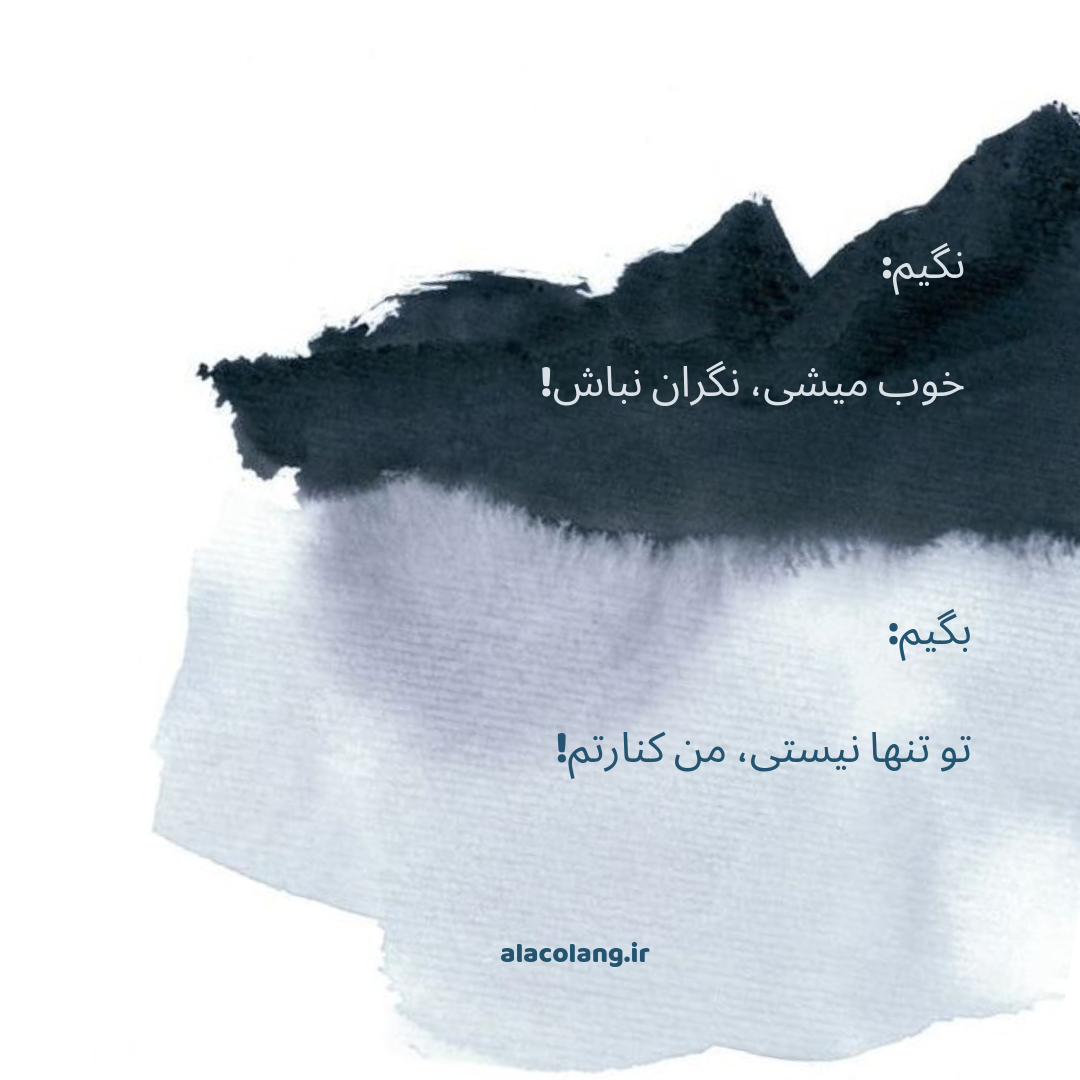 نگیم:
خوب میشی، نگران نباش!
بگیم:
تو تنها نیستی، من کنارتم!
alacolang.ir